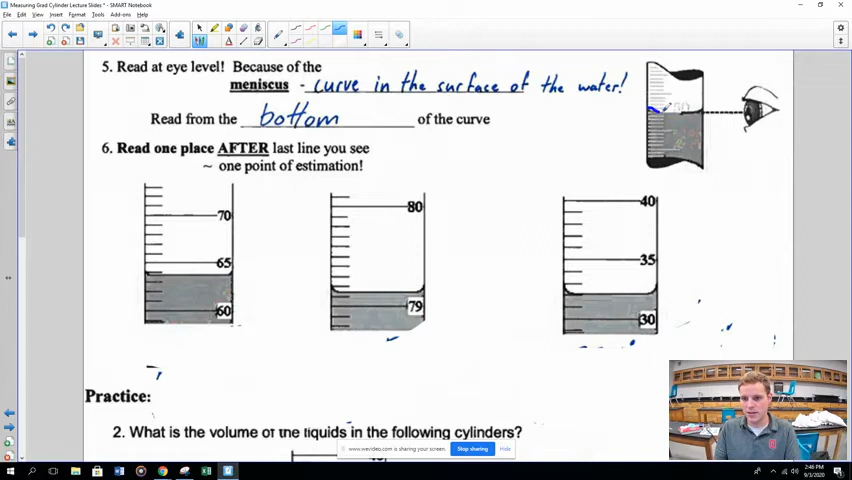 Measuring Grad Cylinder Lecture Slides * - SMART Notebook
File Edit View Insert Format Tools Add-ons Help
5. Read at eye level! Because of the
meniscus - curve in the surface of the water!
Read from the bottom of the curve
6. Read one place AFTER last line you see
~ one point of estimation!
70
65
60
80
79
40
35
30
Practice:
2. What is the volume of the liquids in the following cylinders?
www.wevideo.com is sharing your screen. Stop sharing Hide
2:46 PM
9/3/2020